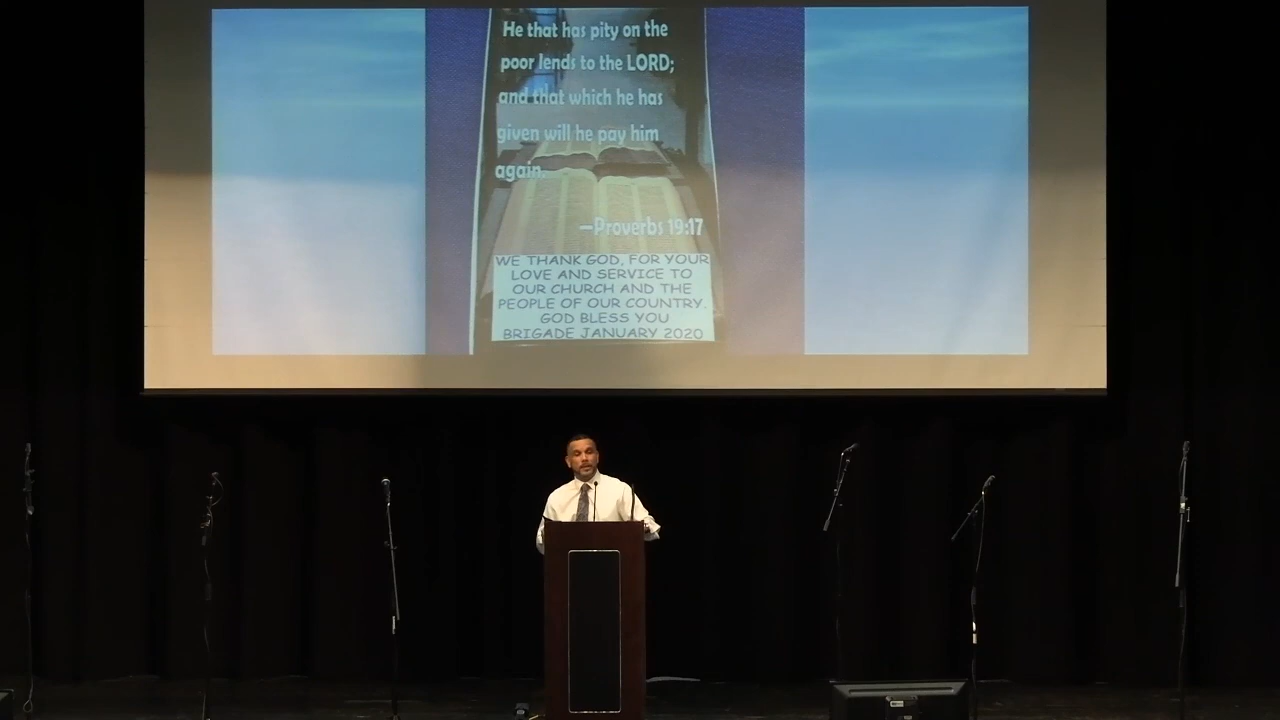 He that has pity on the
poor lends to the LORD;
and that which he has
given will he pay him
again.
—Proverbs 19:17
WE THANK GOD, FOR YOUR
LOVE AND SERVICE TO
OUR CHURCH AND THE
PEOPLE OF OUR COUNTRY.
GOD BLESS YOU
BRIGADE JANUARY 2020